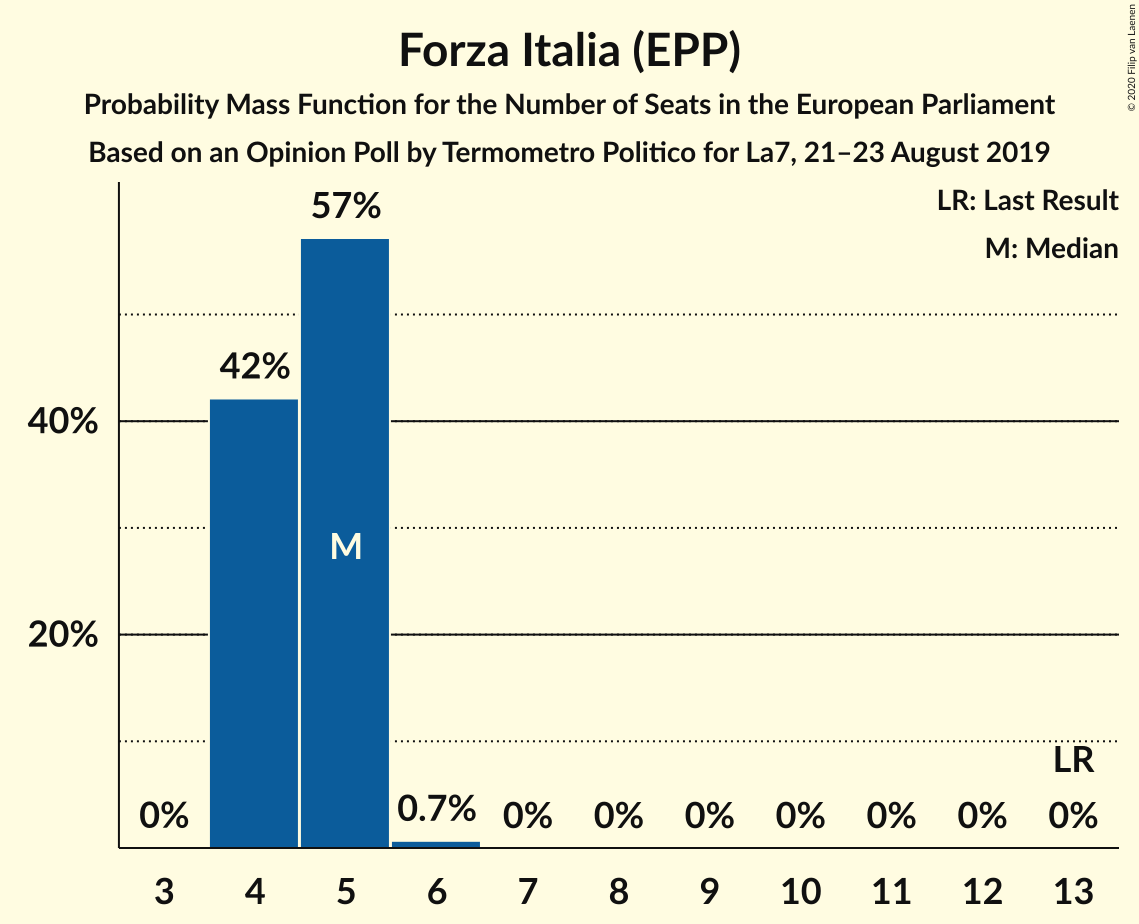 Forza Italia (EPP)
Probability Mass Function for the Number of Seats in the European Parliament
Based on an Opinion Poll by Termometro Politico for La7, 21–23 August 2019
© 2020 Filip van Laenen
LR: Last Result
M: Median
57%
42%
40%
M
20%
LR
0% 0.7% 0% 0% 0% 0% 0% 0% 0%
3 4 5 6 7 8 9 10 11 12 13